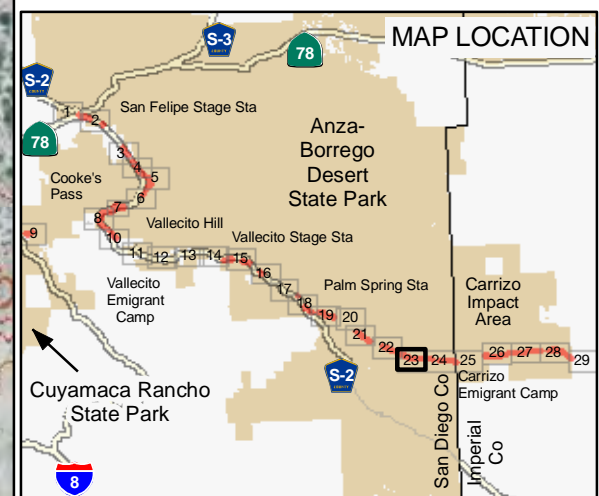 MAP LOCATION
S-3
COUNTY
78
S-2
COUNTY
78
1
2
San Felipe Stage Sta
3
4
5
6
Cooke's
Pass
7
8
9
10
Vallecito Hill
Anza-
Borrego
Desert
State Park
11
12
13
14
15
Vallecito Stage Sta
16
17
18
19
20
Vallecito
Emigrant
Camp
Palm Spring Sta
21
22
23
24
25
26
27
28
29
Carrizo
Impact
Area
Carrizo
Emigrant Camp
S-2
COUNTY
Cuyamaca Rancho
State Park
San Diego Co
Imperial
Co
8